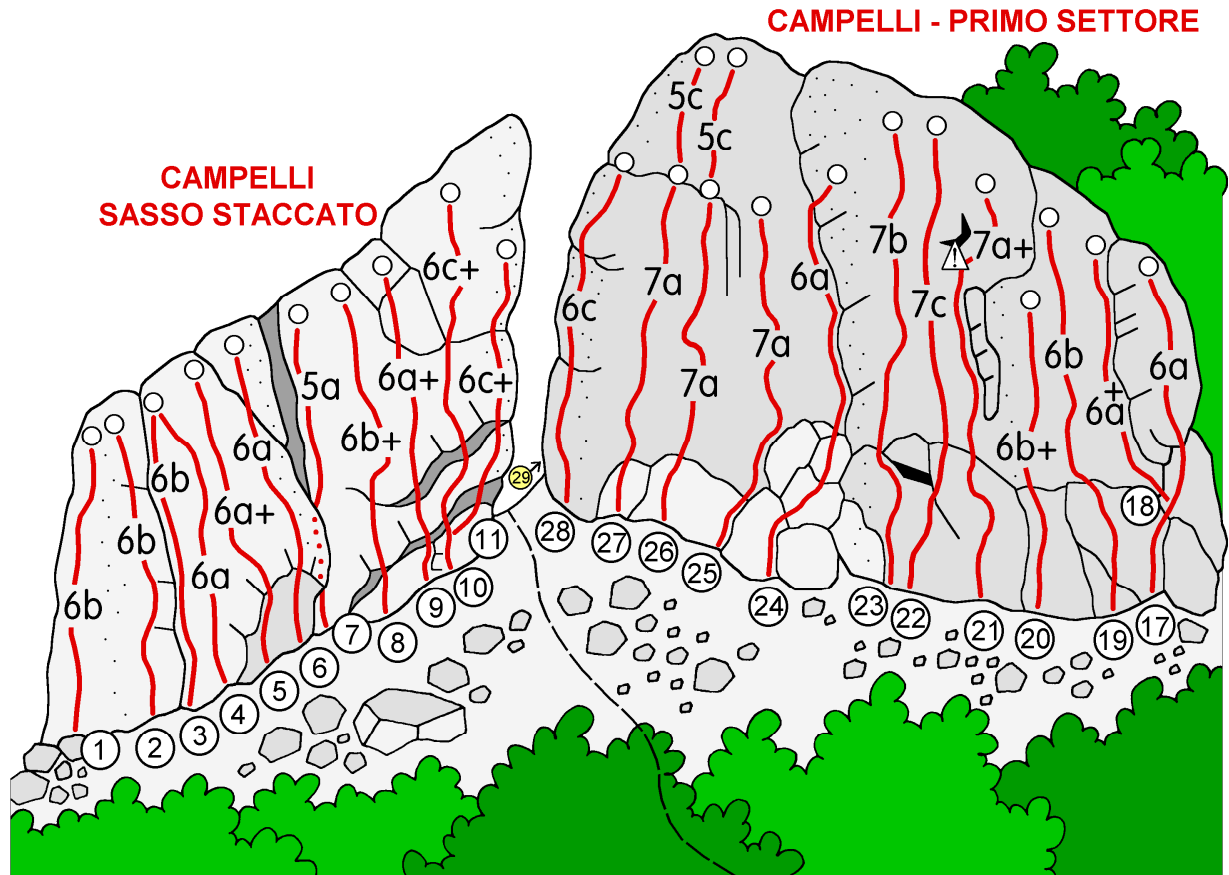 CAMPELLI - PRIMO SETTORE
CAMPELLI
SASSO STACCATO
5c
5c
7b
7a+
6c+
7a
6a
7c
6c
7a
6b
6a
5a
6a+
6c+
7a
6a
+
6a
6b
6a+
6b+
6b+
6b
6a
6b
!
29
18
11
28
27
26
25
24
23
22
21
20
19
17
10
9
8
7
6
5
4
3
2
1